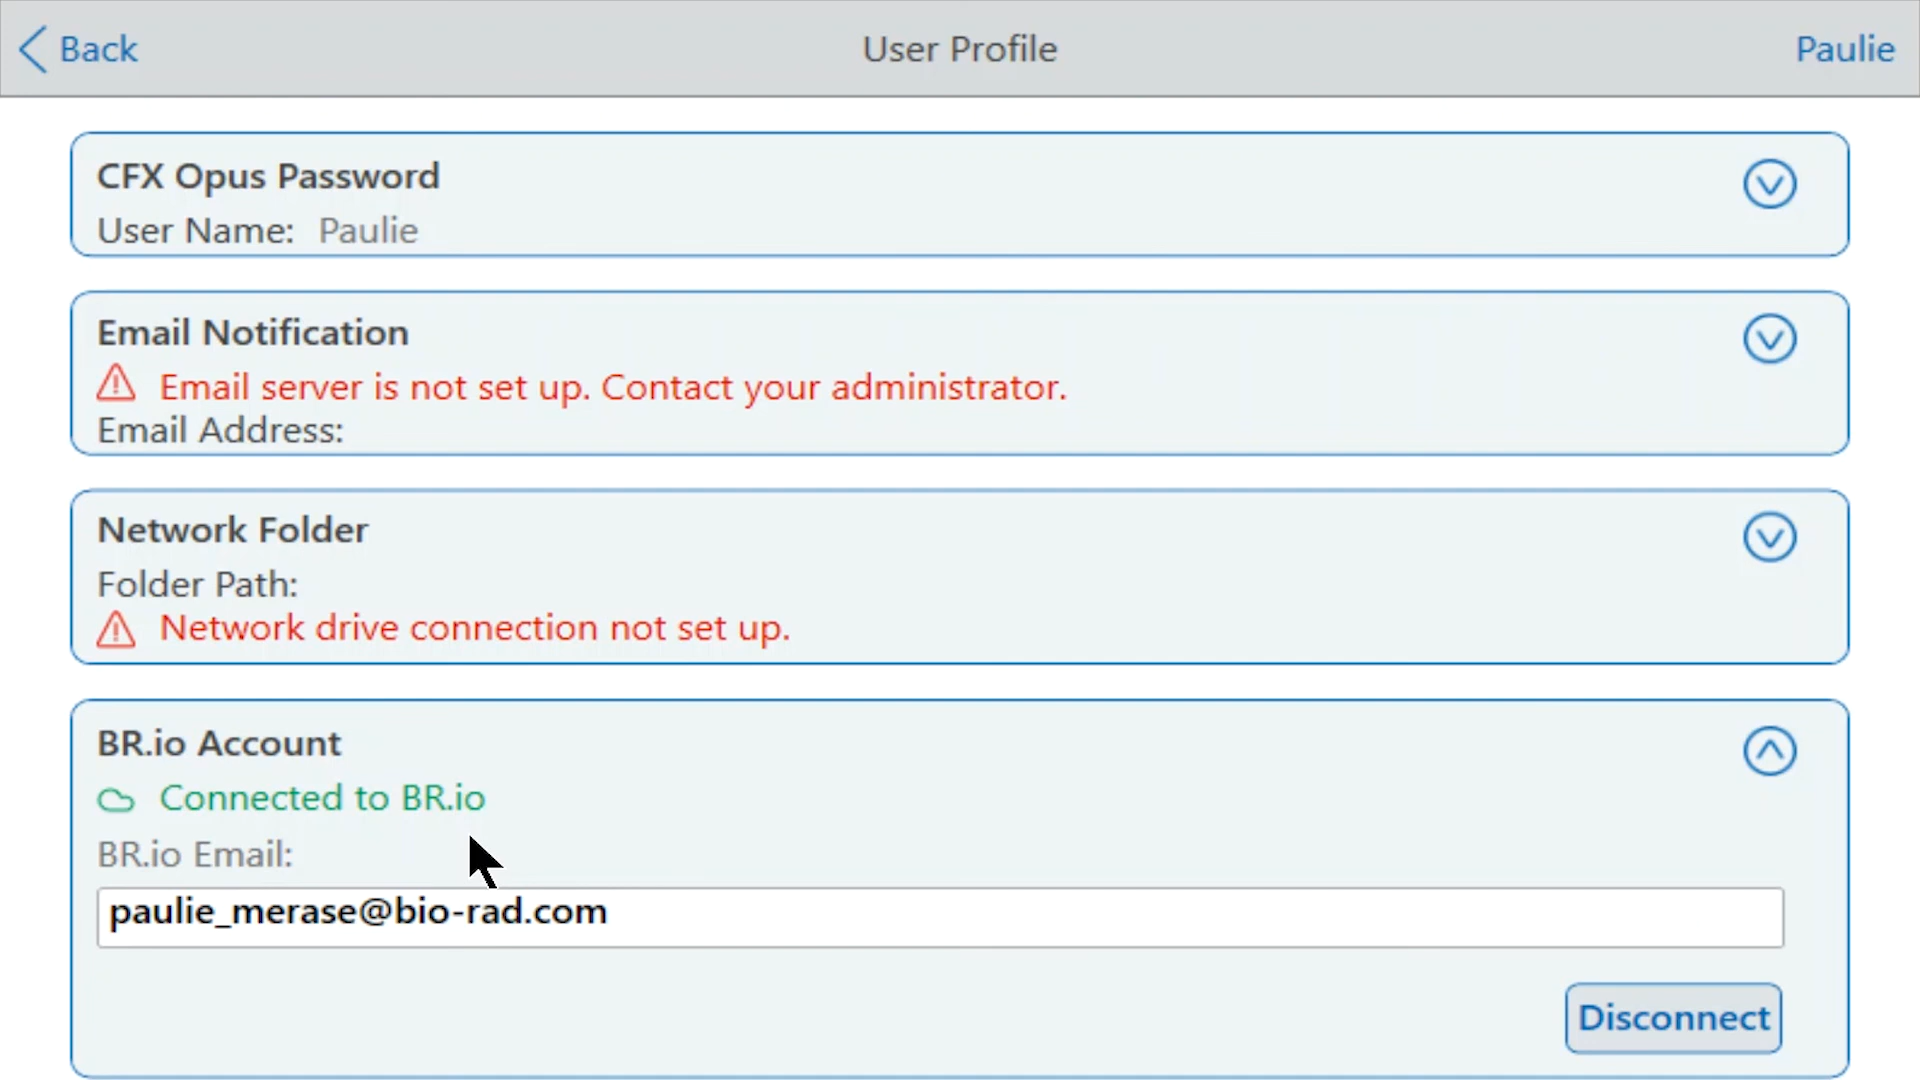 Back
User Profile
Paulie
CFX Opus Password
User Name: Paulie
Email Notification
Email server is not set up. Contact your administrator.
Email Address:
Network Folder
Folder Path:
Network drive connection not set up.
BR.io Account
Connected to BR.io
BR.io Email:
paulie_merase@bio-rad.com
Disconnect